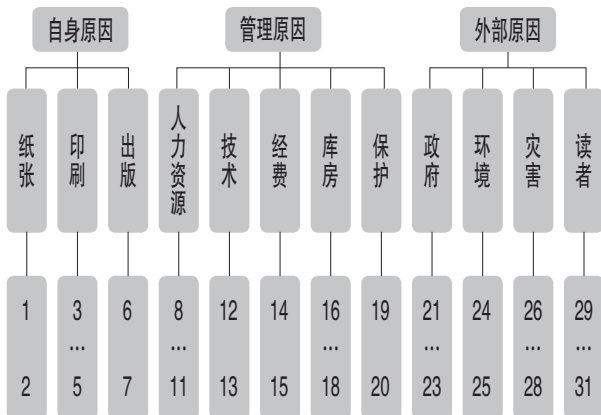 自身原因 管理原因 外部原因
纸张 印刷 出版 人力资源 技术 经费 库房 保护 政府 环境 灾害 读者
1 3 6 8 12 14 16 19 21 24 26 29
… … … … … …
2 5 7 11 13 15 18 20 23 25 28 31